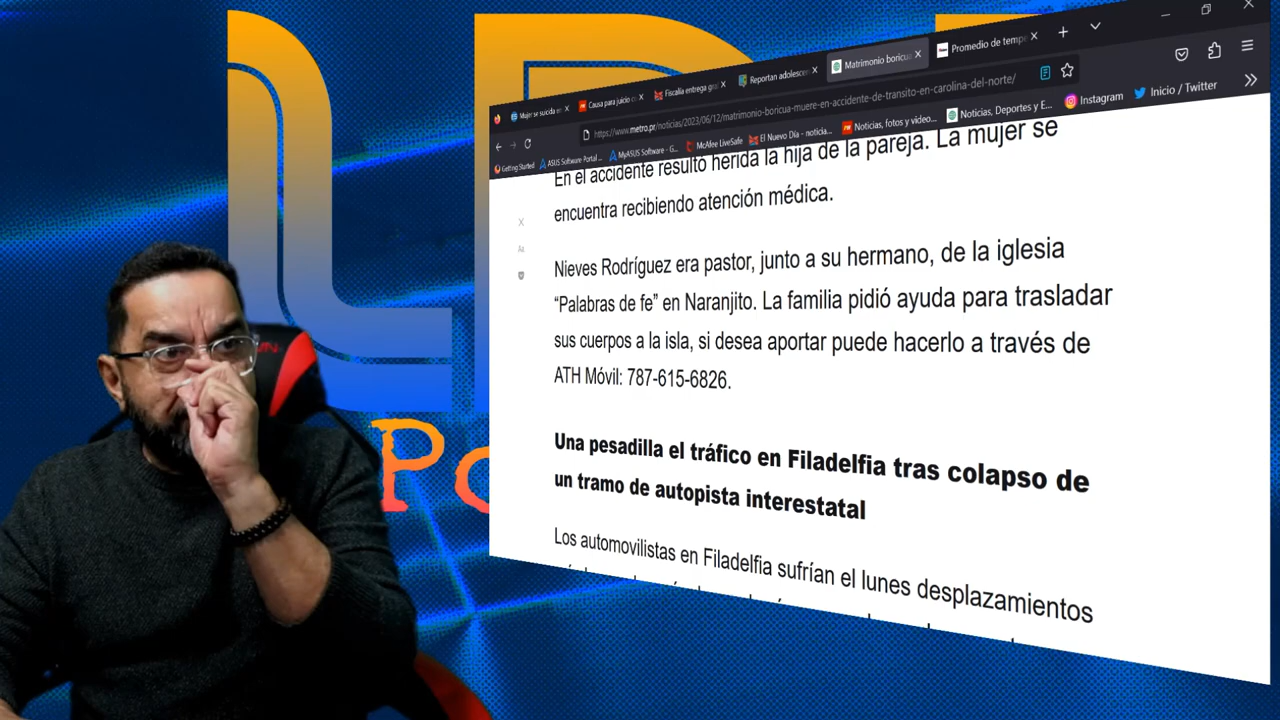 Mujer se suicida en
Causa para juicio c
Fiscalía entrega gra
Reportan adolescen
Matrimonio boricua
Promedio de tempe
https://www.metro.pr/noticias/2023/06/12/matrimonio-boricua-muere-en-accidente-de-transito-en-carolina-del-norte/
Getting Started
ASUS Software Portal ...
MyASUS Software - G...
McAfee LiveSafe
El Nuevo Día - noticia...
Noticias, fotos y video...
Noticias, Deportes y E...
Instagram
Inicio / Twitter
En el accidente resultó herida la hija de la pareja. La mujer se
encuentra recibiendo atención médica.
Nieves Rodríguez era pastor, junto a su hermano, de la iglesia
“Palabras de fe” en Naranjito. La familia pidió ayuda para trasladar
sus cuerpos a la isla, si desea aportar puede hacerlo a través de
ATH Móvil: 787-615-6826.
Una pesadilla el tráfico en Filadelfia tras colapso de
un tramo de autopista interestatal
Los automovilistas en Filadelfia sufrían el lunes desplazamientos